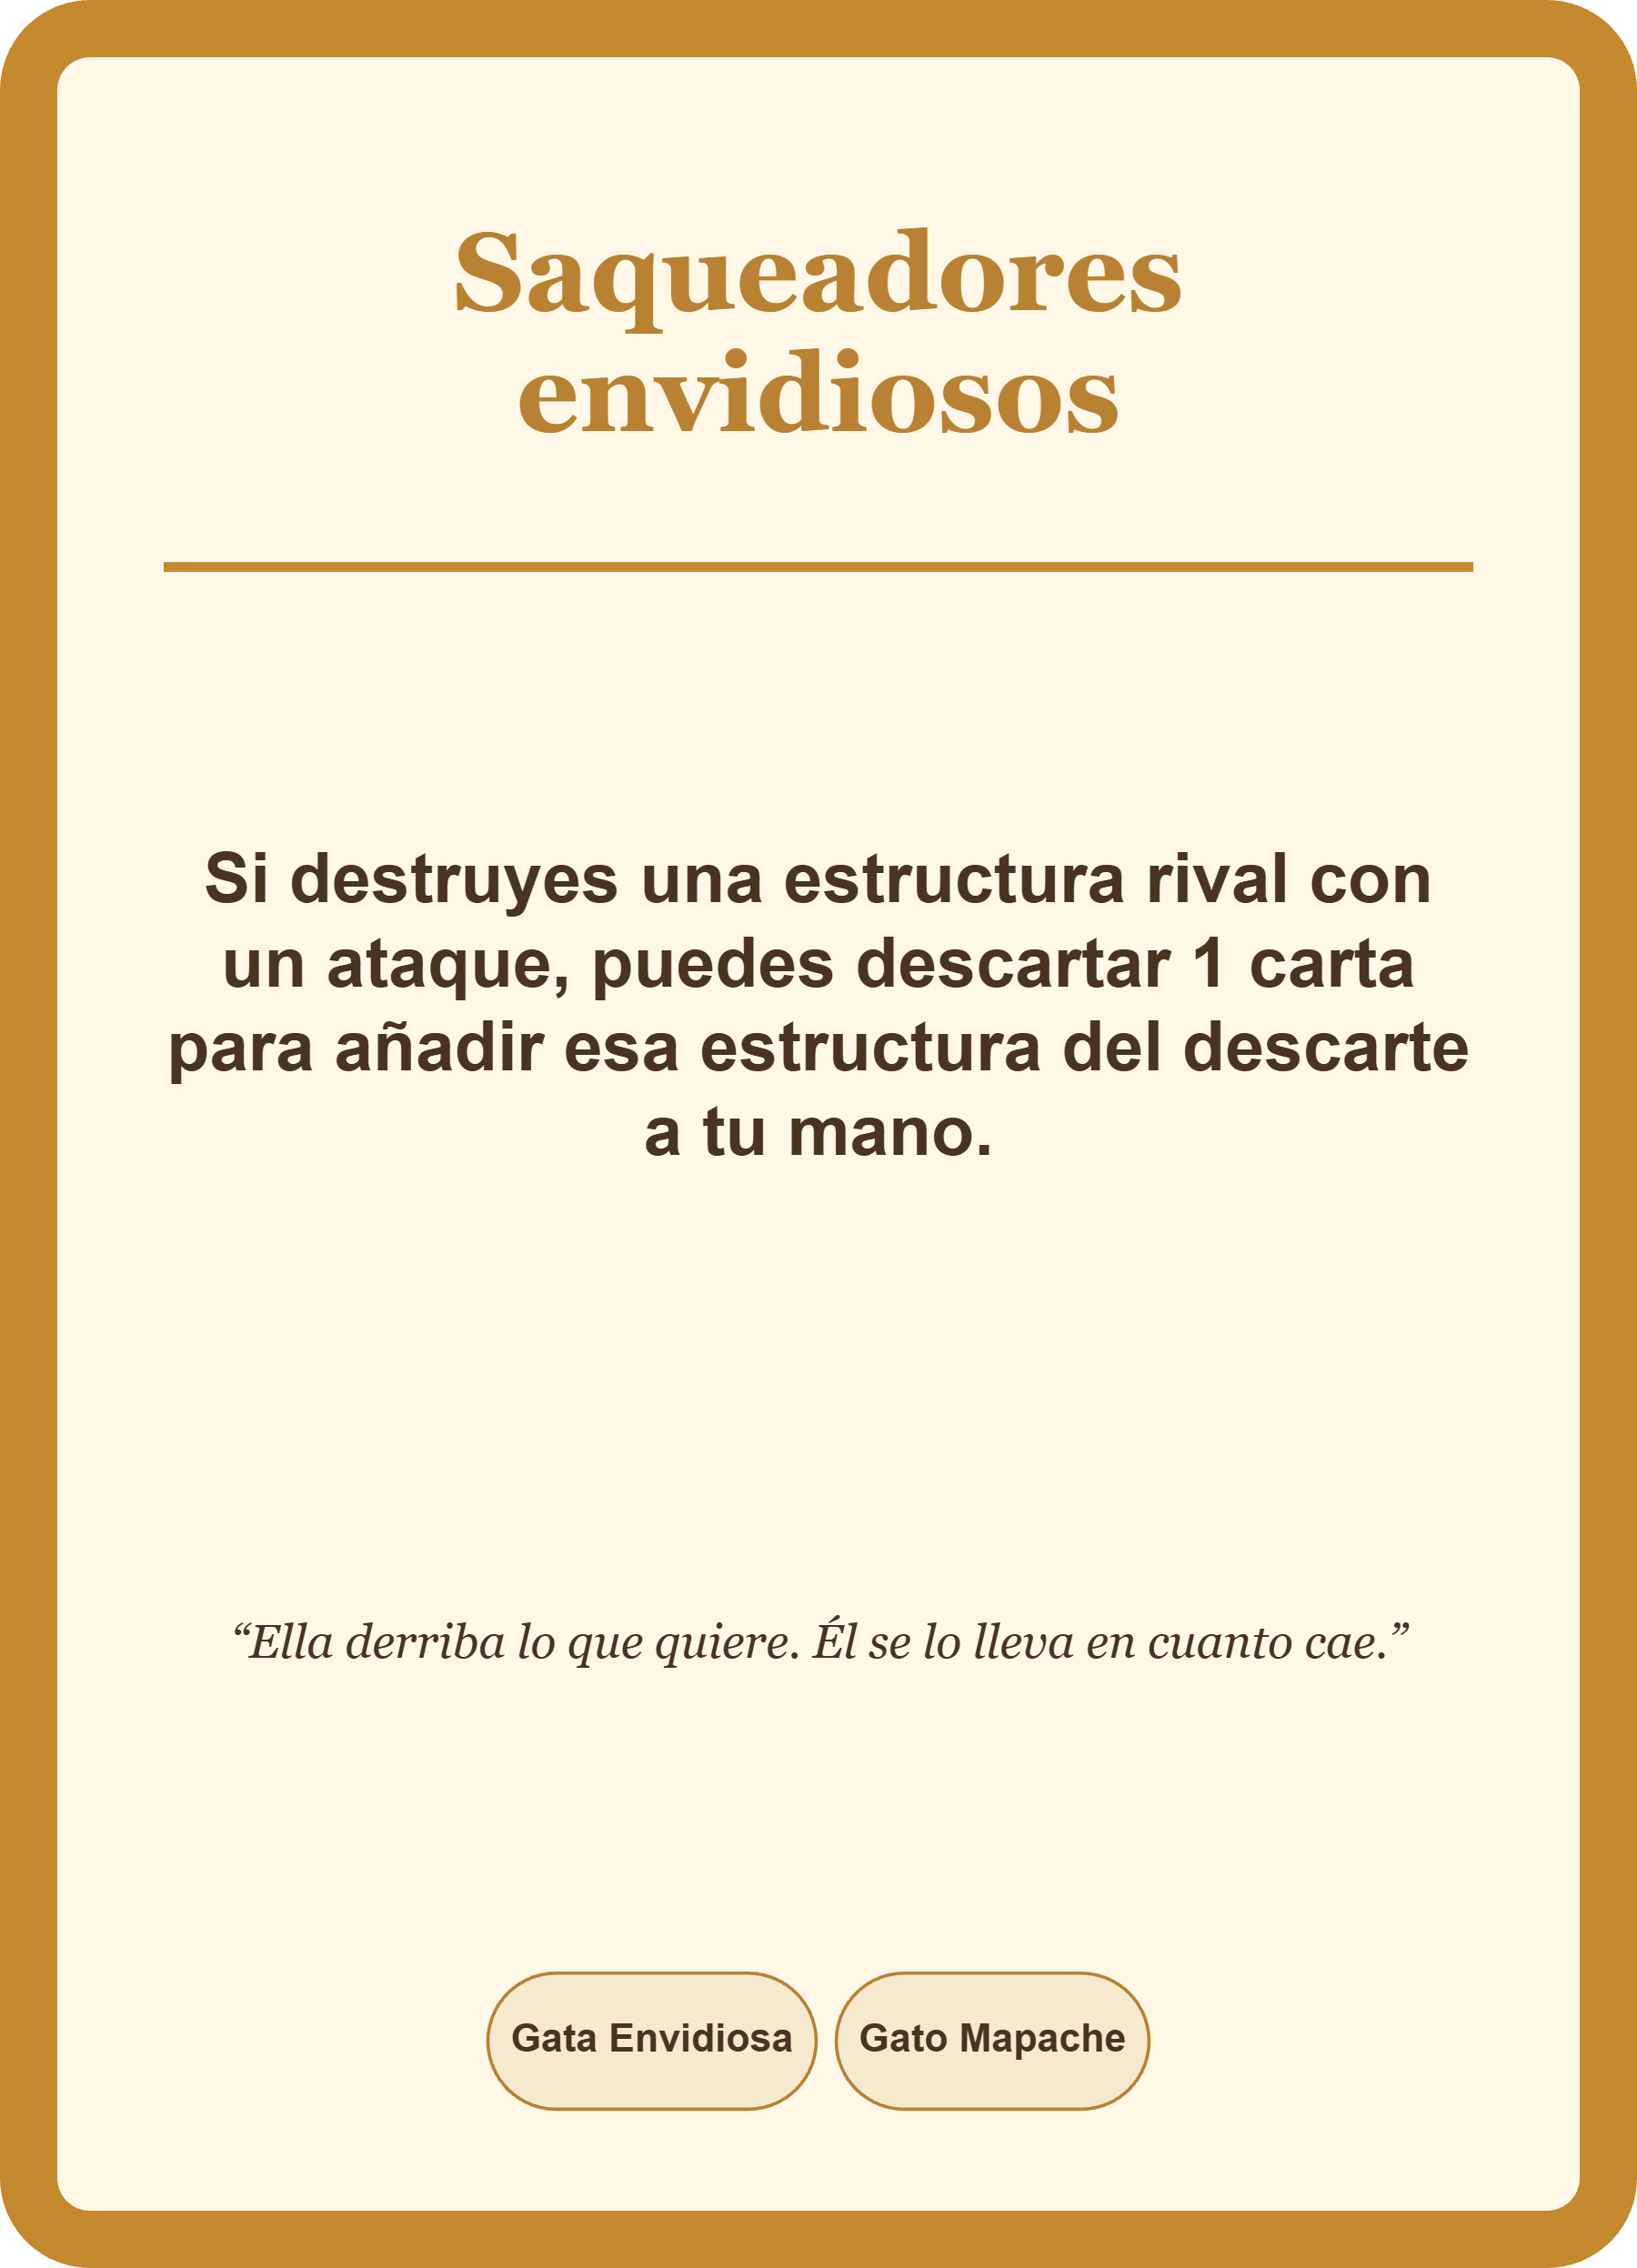 Saqueadores
envidiosos
Si destruyes una estructura rival con
un ataque, puedes descartar 1 carta
para añadir esa estructura del descarte
a tu mano.
“Ella derriba lo que quiere. Él se lo lleva en cuanto cae.”
Gata Envidiosa Gato Mapache